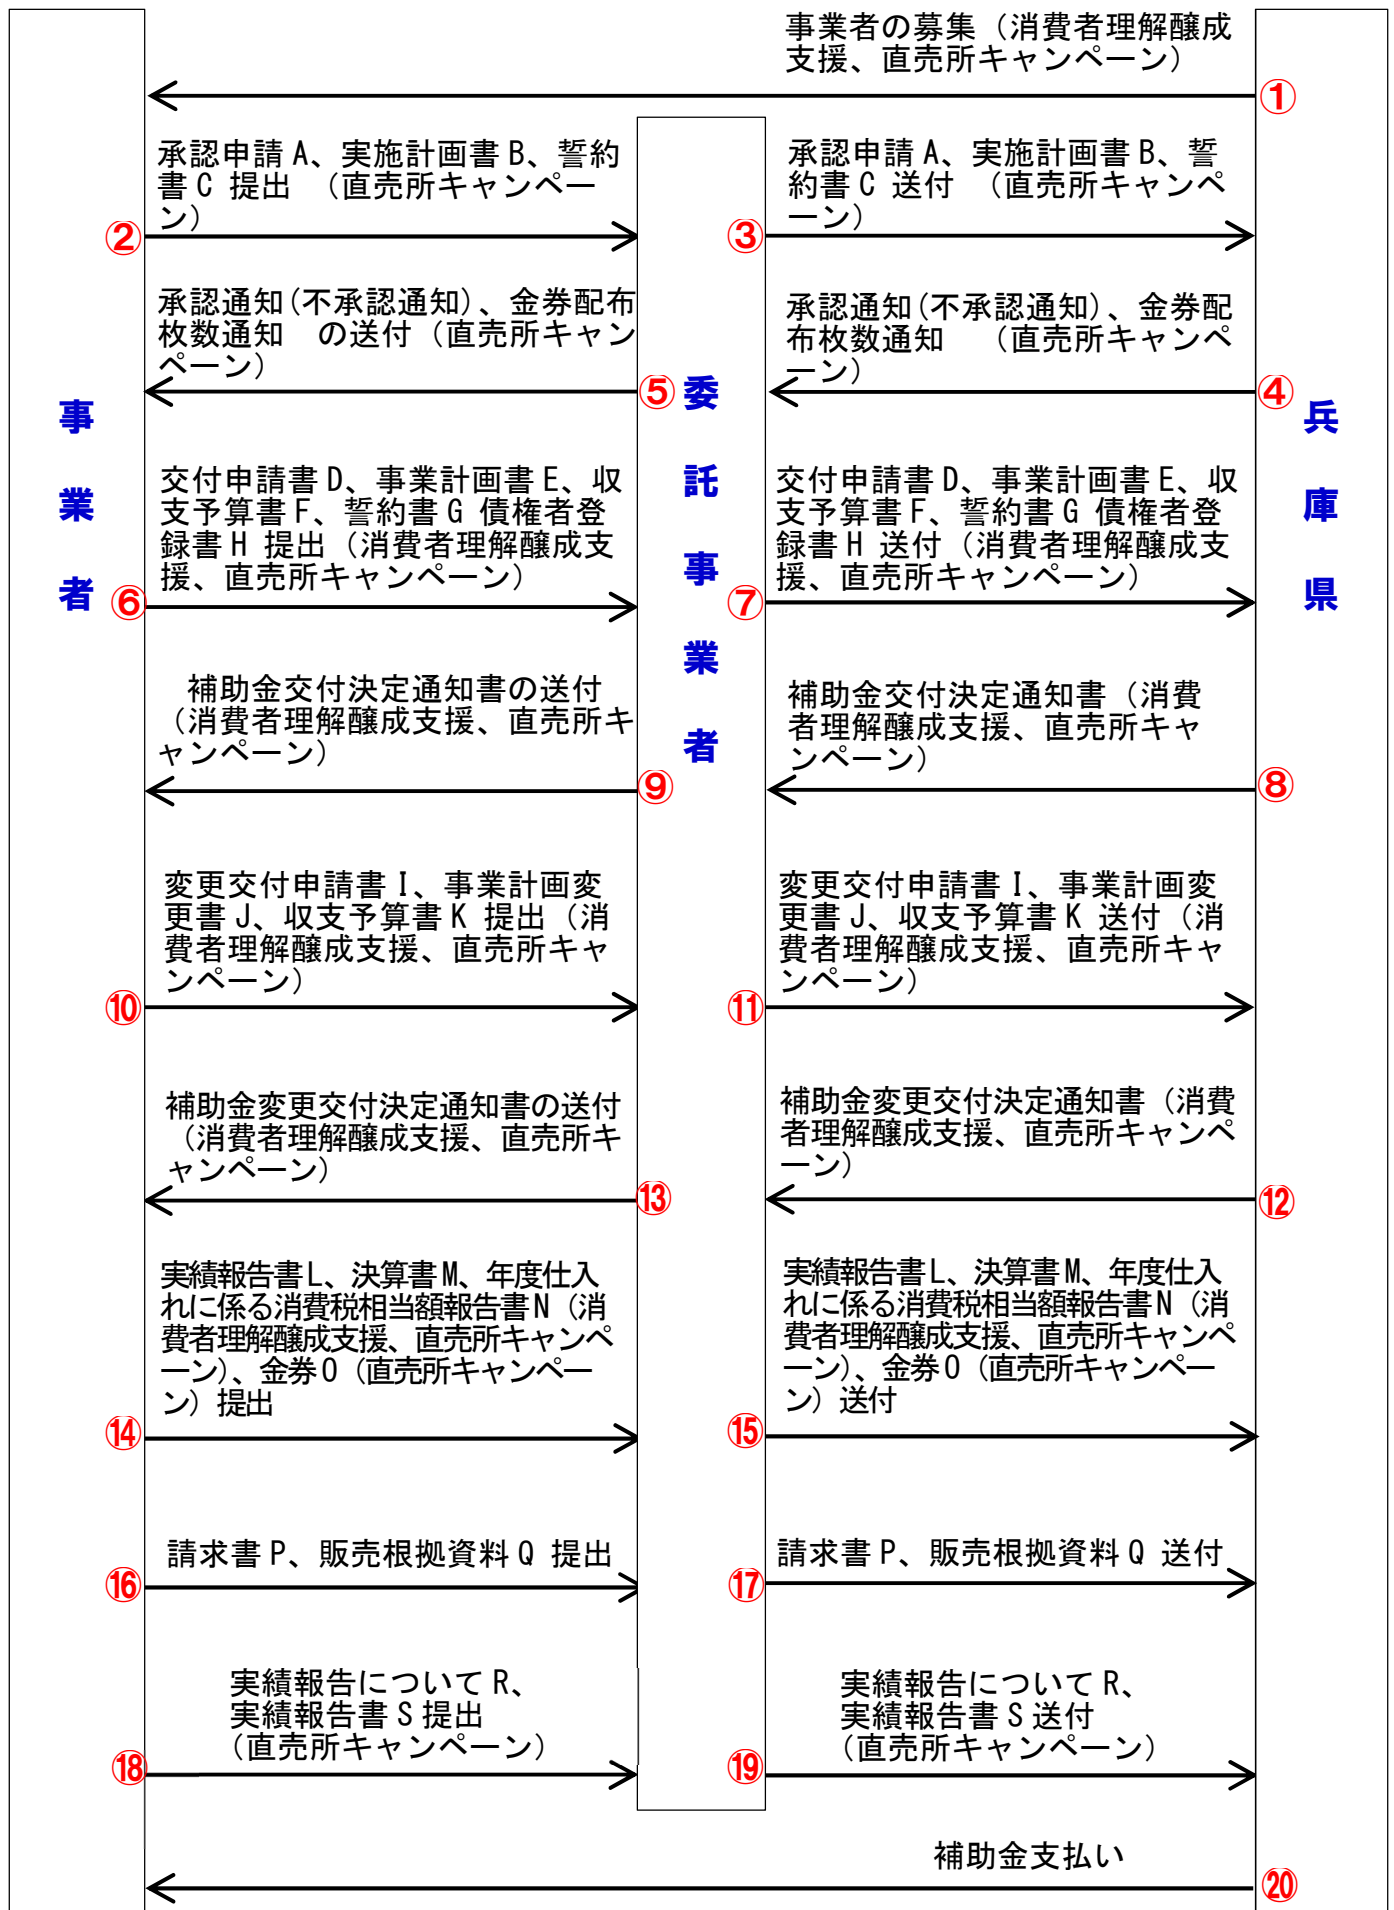 事業者の募集（消費者理解醸成
支援、直売所キャンペーン）
①
承認申請A、実施計画書B、誓約
書C 提出　（直売所キャンペー
ン）
②
承認申請A、実施計画書B、誓
約書C 送付　（直売所キャンペ
ーン）
③
承認通知(不承認通知)、金券配
布枚数通知　（直売所キャンペ
ーン）
④
承認通知(不承認通知)、金券配布
枚数通知　の送付（直売所キャン
ペーン）
⑤
事業者
委託事業者
兵庫県
交付申請書D、事業計画書E、収
支予算書F、誓約書G 債権者登
録書H 提出（消費者理解醸成支
援、直売所キャンペーン）
⑥
交付申請書D、事業計画書E、収
支予算書F、誓約書G 債権者登
録書H 送付（消費者理解醸成支
援、直売所キャンペーン）
⑦
補助金交付決定通知書（消費
者理解醸成支援、直売所キャ
ンペーン）
⑧
補助金交付決定通知書の送付
（消費者理解醸成支援、直売所キ
ャンペーン）
⑨
変更交付申請書I、事業計画変
更書J、収支予算書K 提出（消
費者理解醸成支援、直売所キャ
ンペーン）
⑩
変更交付申請書I、事業計画変
更書J、収支予算書K 送付（消
費者理解醸成支援、直売所キャ
ンペーン）
⑪
補助金変更交付決定通知書（消費
者理解醸成支援、直売所キャンペ
ーン）
⑫
補助金変更交付決定通知書の送付
（消費者理解醸成支援、直売所キ
ャンペーン）
⑬
実績報告書L、決算書M、年度仕入
れに係る消費税相当額報告書N（消
費者理解醸成支援、直売所キャンペ
ーン）、金券O（直売所キャンペー
ン）提出
⑭
実績報告書L、決算書M、年度仕入
れに係る消費税相当額報告書N（消
費者理解醸成支援、直売所キャンペ
ーン）、金券O（直売所キャンペー
ン）送付
⑮
請求書P、販売根拠資料Q 提出
⑯
請求書P、販売根拠資料Q 送付
⑰
実績報告についてR、
実績報告書S提出
（直売所キャンペーン）
⑱
実績報告についてR、
実績報告書S送付
（直売所キャンペーン）
⑲
補助金支払い
⑳